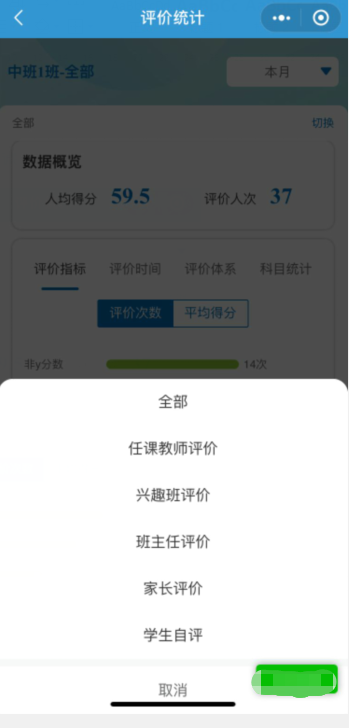 评价统计
中班1班-全部
本月
全部
切换
数据概览
人均得分 59.5 评价人次 37
评价指标 评价时间 评价体系 科目统计
评价次数 平均得分
非y分数 14次
全部
任课教师评价
兴趣班评价
班主任评价
家长评价
学生自评
取消